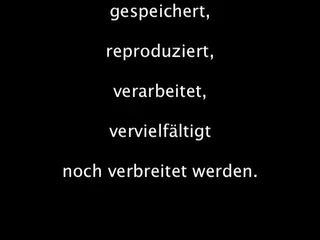 gespeichert,
reproduziert,
verarbeitet,
vervielfältigt
noch verbreitet werden.